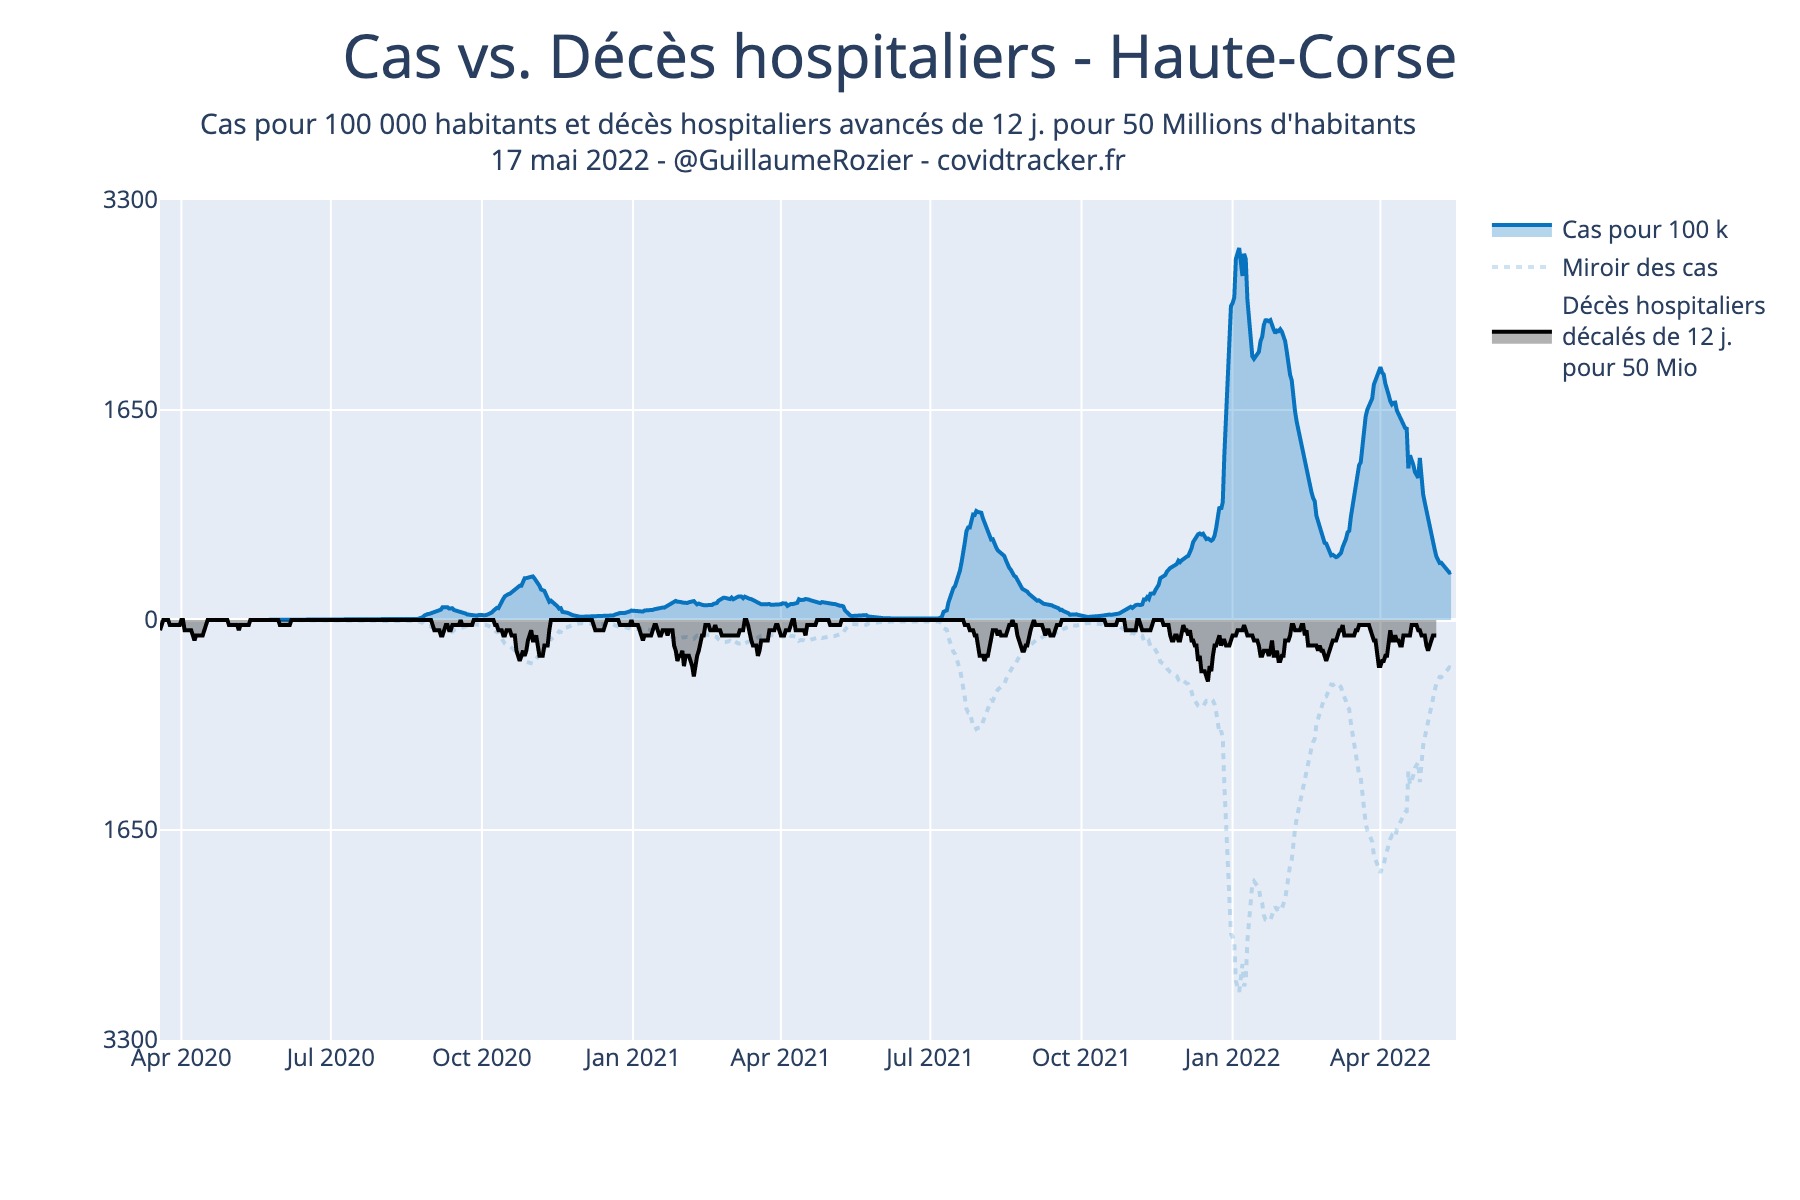 Cas vs. Décès hospitaliers - Haute-Corse
Cas pour 100 000 habitants et décès hospitaliers avancés de 12 j. pour 50 Millions d'habitants
17 mai 2022 - @GuillaumeRozier - covidtracker.fr
3300
1650
0
1650
3300
Apr 2020
Jul 2020
Oct 2020
Jan 2021
Apr 2021
Jul 2021
Oct 2021
Jan 2022
Apr 2022
Cas pour 100 k
Miroir des cas
Décès hospitaliers
décalés de 12 j.
pour 50 Mio